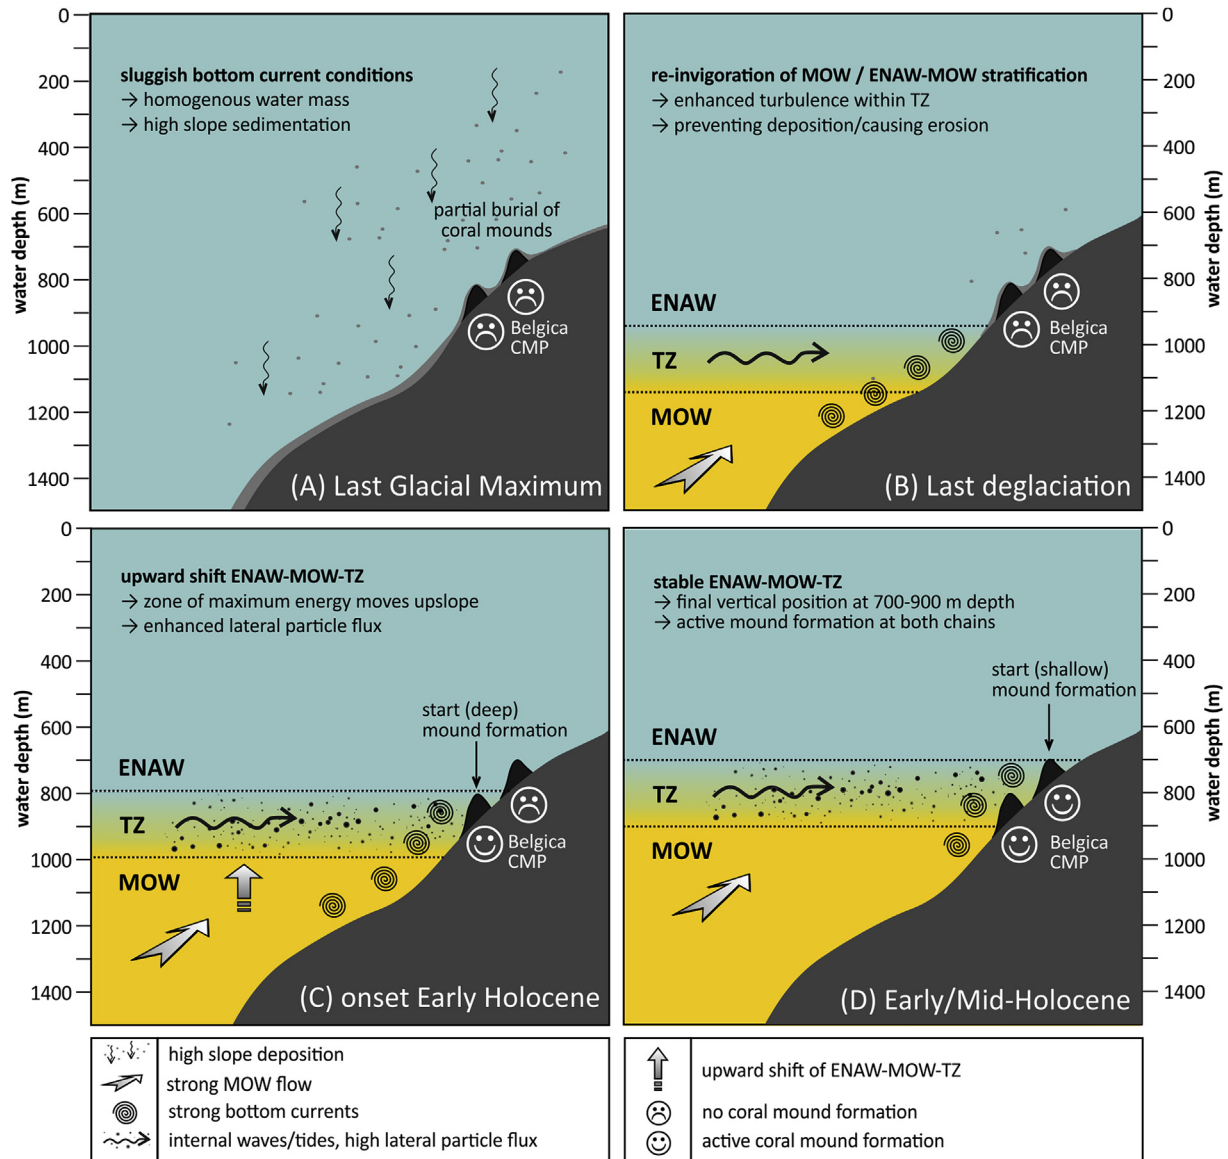 0
200
400
600
800
1000
1200
1400
water depth (m)
sluggish bottom current conditions
→ homogenous water mass
→ high slope sedimentation
partial burial of
coral mounds
Belgica
CMP
(A) Last Glacial Maximum
re-invigoration of MOW / ENAW-MOW stratification
→ enhanced turbulence within TZ
→ preventing deposition/causing erosion
ENAW
TZ
MOW
Belgica
CMP
(B) Last deglaciation
0
200
400
600
800
1000
1200
1400
water depth (m)
0
200
400
600
800
1000
1200
1400
water depth (m)
upward shift ENAW-MOW-TZ
→ zone of maximum energy moves upslope
→ enhanced lateral particle flux
start (deep)
mound formation
ENAW
TZ
MOW
Belgica
CMP
(C) onset Early Holocene
stable ENAW-MOW-TZ
→ final vertical position at 700-900 m depth
→ active mound formation at both chains
start (shallow)
mound formation
ENAW
TZ
MOW
Belgica
CMP
(D) Early/Mid-Holocene
0
200
400
600
800
1000
1200
1400
water depth (m)
high slope deposition
strong MOW flow
strong bottom currents
internal waves/tides, high lateral particle flux
upward shift of ENAW-MOW-TZ
no coral mound formation
active coral mound formation